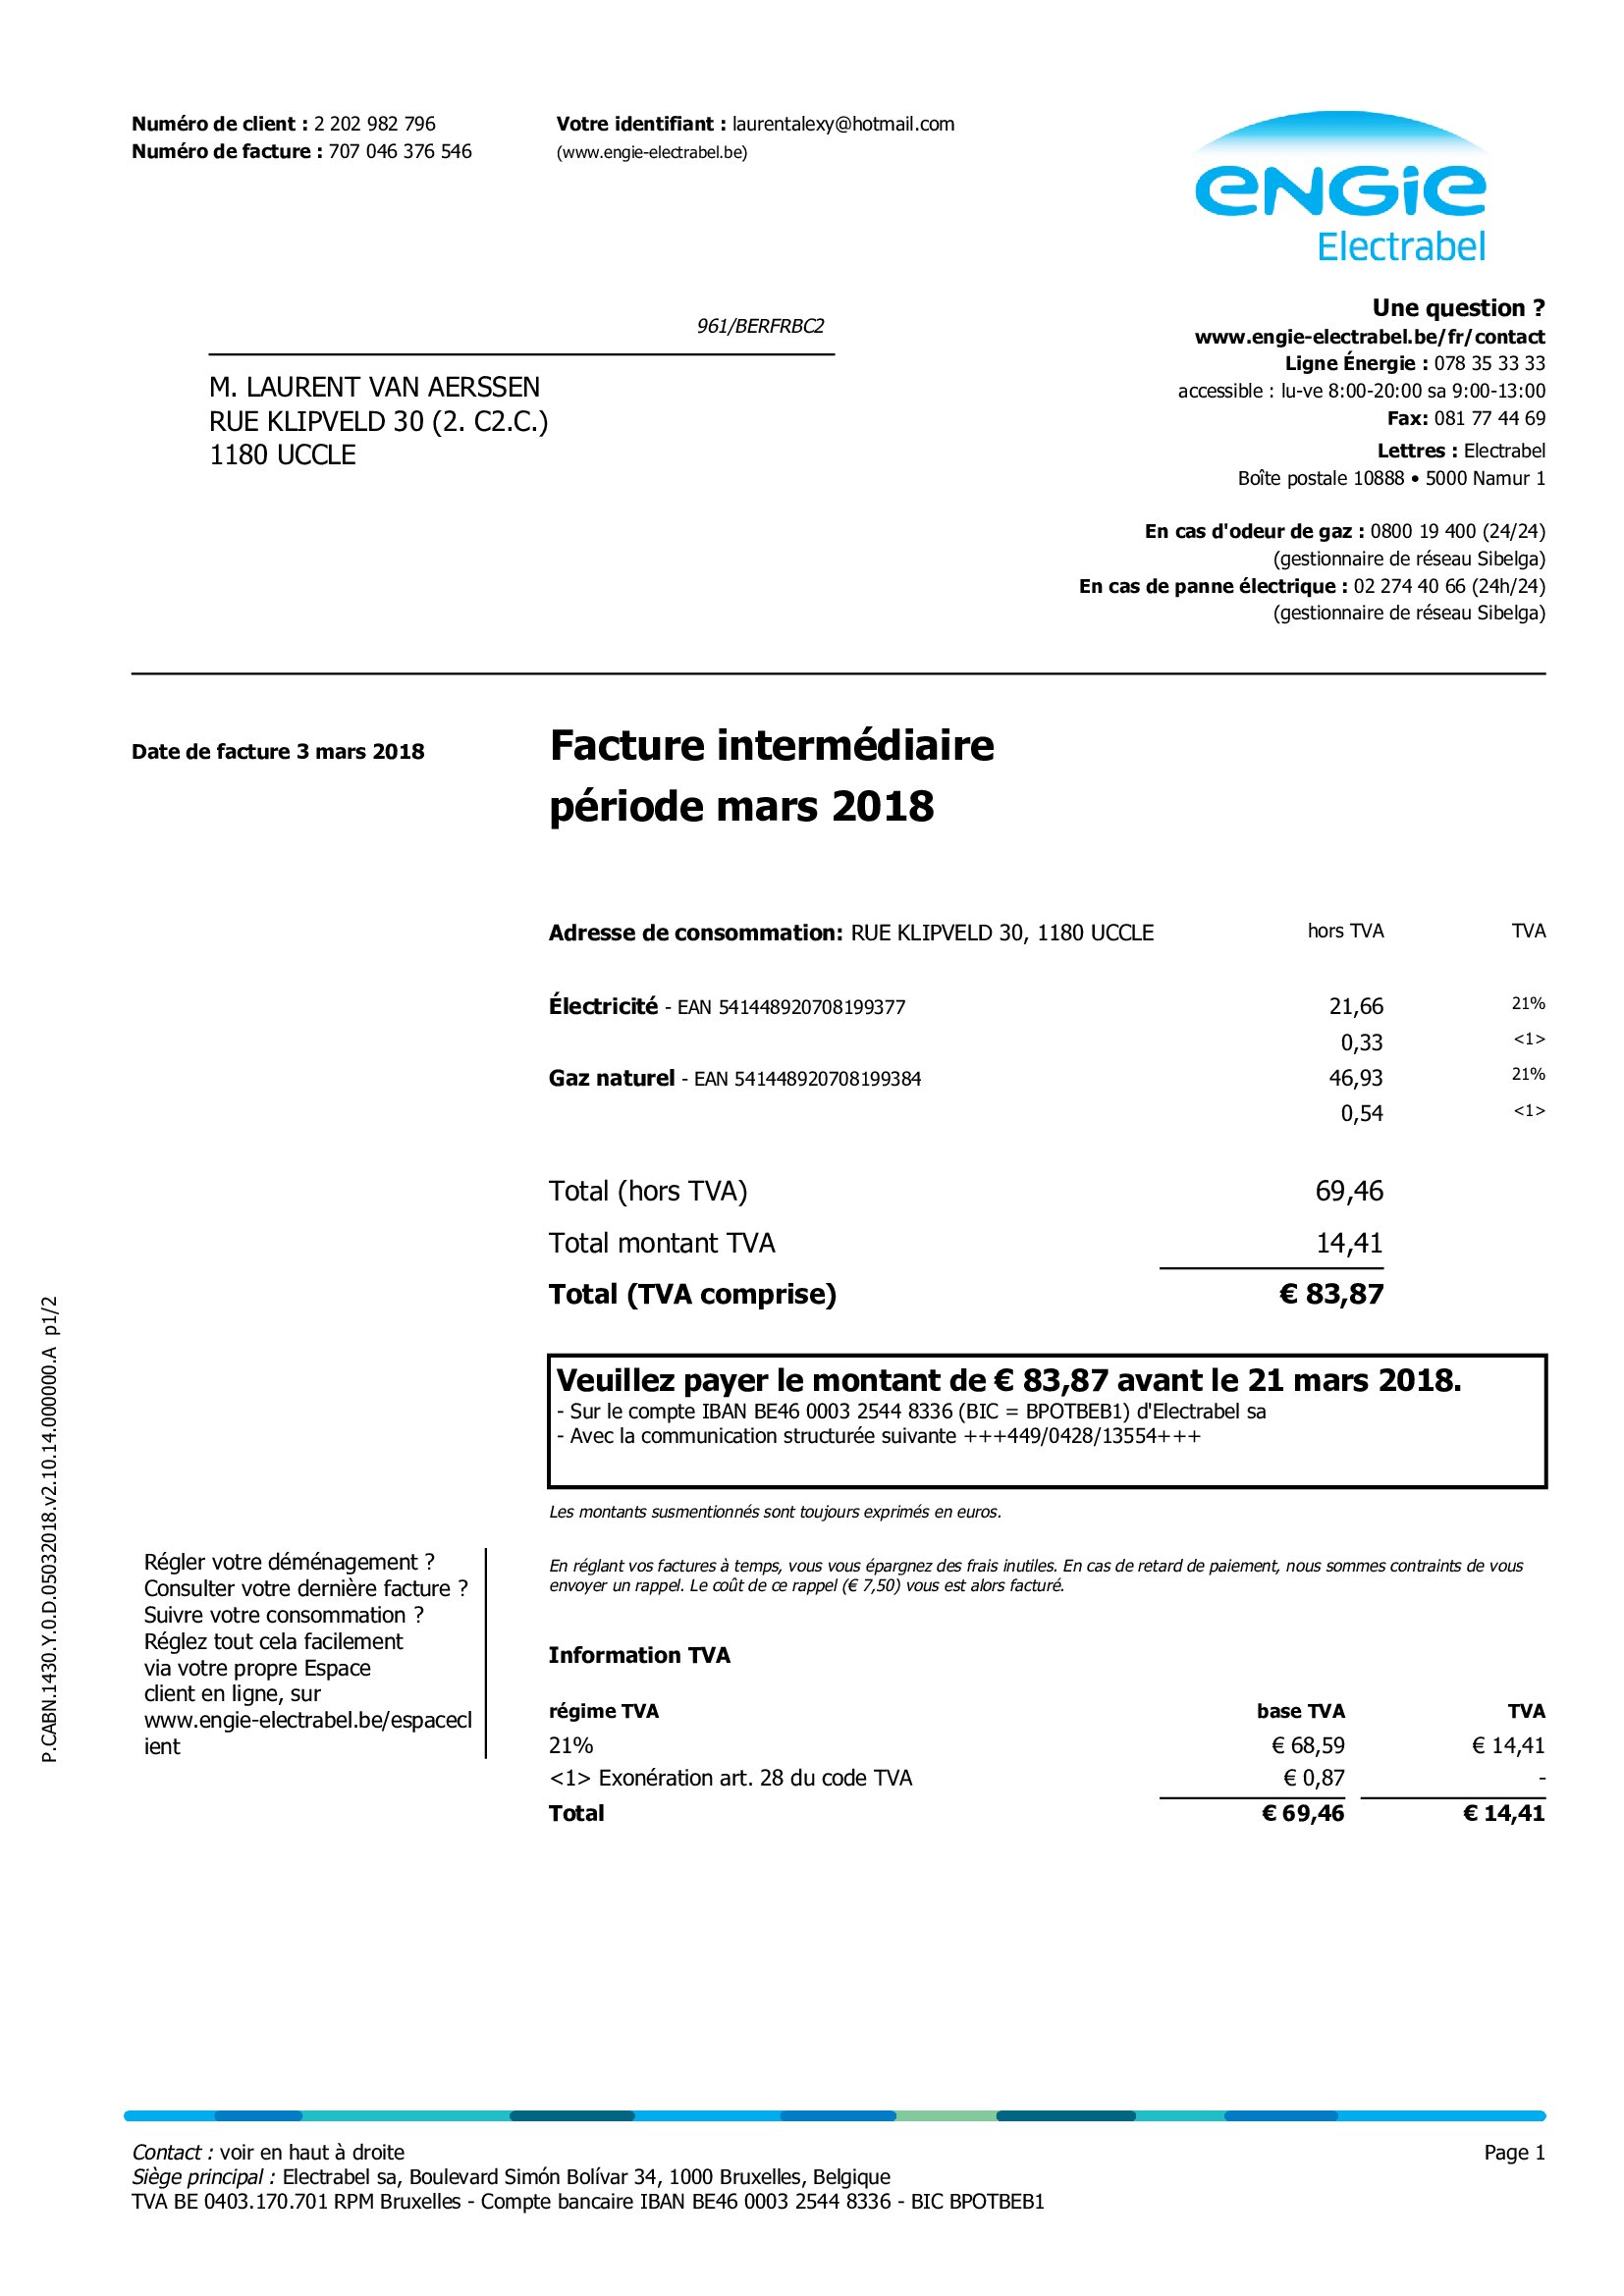 Numéro de client : 2 202 982 796
Numéro de facture : 707 046 376 546
Votre identifiant : laurentalexy@hotmail.com
(www.engie-electrabel.be)
ENGIE
Electrabel
Une question ?
www.engie-electrabel.be/fr/contact
Ligne Énergie : 078 35 33 33
accessible : lu-ve 8:00-20:00 sa 9:00-13:00
Fax: 081 77 44 69
Lettres : Electrabel
Boîte postale 10888 • 5000 Namur 1
En cas d'odeur de gaz : 0800 19 400 (24/24)
(gestionnaire de réseau Sibelga)
En cas de panne électrique : 02 274 40 66 (24h/24)
(gestionnaire de réseau Sibelga)
961/BERFRBC2
M. LAURENT VAN AERSSEN
RUE KLIPVELD 30 (2. C2.C.)
1180 UCCLE
Date de facture 3 mars 2018
Facture intermédiaire
période mars 2018
Adresse de consommation: RUE KLIPVELD 30, 1180 UCCLE hors TVA TVA
Électricité - EAN 541448920708199377 21,66 21%
0,33 <1>
Gaz naturel - EAN 541448920708199384 46,93 21%
0,54 <1>
Total (hors TVA) 69,46
Total montant TVA 14,41
Total (TVA comprise) € 83,87
Veuillez payer le montant de € 83,87 avant le 21 mars 2018.
- Sur le compte IBAN BE46 0003 2544 8336 (BIC = BPOTBEB1) d'Electrabel sa
- Avec la communication structurée suivante +++449/0428/13554+++
Les montants susmentionnés sont toujours exprimés en euros.
En réglant vos factures à temps, vous vous épargnez des frais inutiles. En cas de retard de paiement, nous sommes contraints de vous
envoyer un rappel. Le coût de ce rappel (€ 7,50) vous est alors facturé.
Régler votre déménagement ?
Consulter votre dernière facture ?
Suivre votre consommation ?
Réglez tout cela facilement
via votre propre Espace
client en ligne, sur
www.engie-electrabel.be/espacecl
ient
Information TVA
régime TVA base TVA TVA
21% € 68,59 € 14,41
<1> Exonération art. 28 du code TVA € 0,87 -
Total € 69,46 € 14,41
P.CABN.1430.Y.0.D.05032018.v2.10.14.000000.A p1/2
Contact : voir en haut à droite
Page 1
Siège principal : Electrabel sa, Boulevard Simón Bolívar 34, 1000 Bruxelles, Belgique
TVA BE 0403.170.701 RPM Bruxelles - Compte bancaire IBAN BE46 0003 2544 8336 - BIC BPOTBEB1